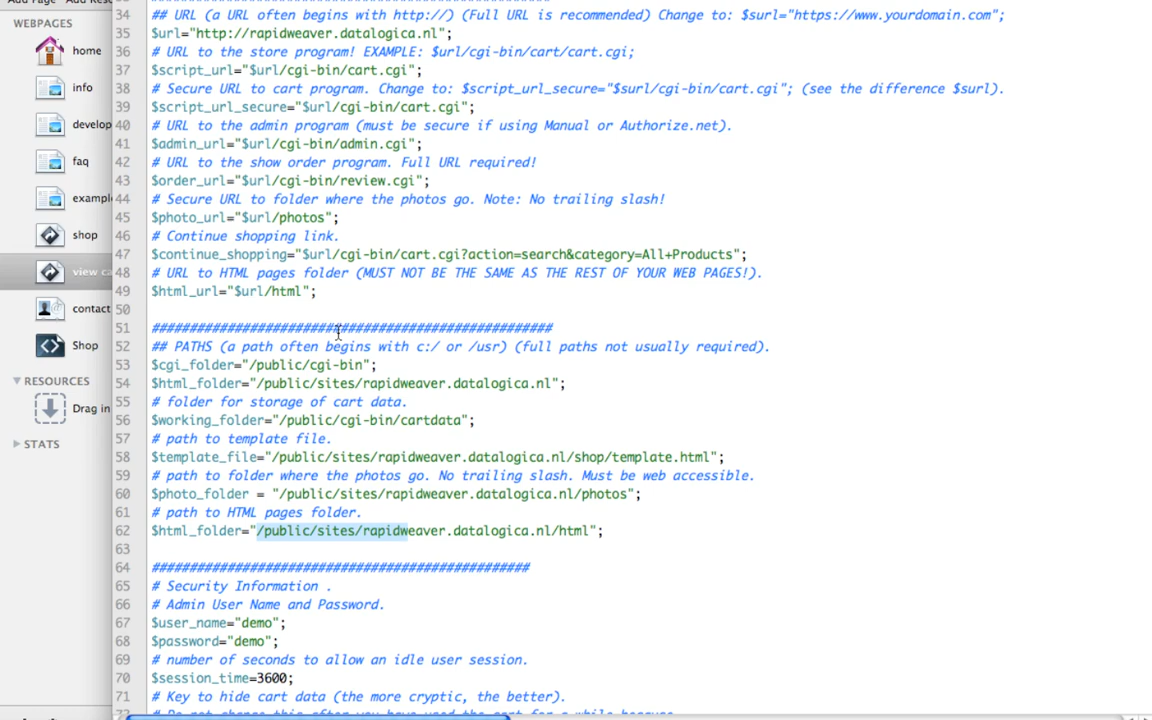 Add Page Add Res
WEBPAGES
home
info
develop
faq
exampl
shop
view ca
contact
Shop
RESOURCES
Drag in
STATS
34 ## URL (a URL often begins with http://) (Full URL is recommended) Change to: $surl="https://www.yourdomain.com";
35 $url="http://rapidweaver.datalogica.nl";
36 # URL to the store program! EXAMPLE: $url/cgi-bin/cart/cart.cgi;
37 $script_url="$url/cgi-bin/cart.cgi";
38 # Secure URL to cart program. Change to: $script_url_secure="$surl/cgi-bin/cart.cgi"; (see the difference $surl).
39 $script_url_secure="$url/cgi-bin/cart.cgi";
40 # URL to the admin program (must be secure if using Manual or Authorize.net).
41 $admin_url="$url/cgi-bin/admin.cgi";
42 # URL to the show order program. Full URL required!
43 $order_url="$url/cgi-bin/review.cgi";
44 # Secure URL to folder where the photos go. Note: No trailing slash!
45 $photo_url="$url/photos";
46 # Continue shopping link.
47 $continue_shopping="$url/cgi-bin/cart.cgi?action=search&category=All+Products";
48 # URL to HTML pages folder (MUST NOT BE THE SAME AS THE REST OF YOUR WEB PAGES!).
49 $html_url="$url/html";
50
51 #####################################################
52 ## PATHS (a path often begins with c:/ or /usr) (full paths not usually required).
53 $cgi_folder="/public/cgi-bin";
54 $html_folder="/public/sites/rapidweaver.datalogica.nl";
55 # folder for storage of cart data.
56 $working_folder="/public/cgi-bin/cartdata";
57 # path to template file.
58 $template_file="/public/sites/rapidweaver.datalogica.nl/shop/template.html";
59 # path to folder where the photos go. No trailing slash. Must be web accessible.
60 $photo_folder = "/public/sites/rapidweaver.datalogica.nl/photos";
61 # path to HTML pages folder.
62 $html_folder="/public/sites/rapidweaver.datalogica.nl/html";
63
64 ##################################################
65 # Security Information .
66 # Admin User Name and Password.
67 $user_name="demo";
68 $password="demo";
69 # number of seconds to allow an idle user session.
70 $session_time=3600;
71 # Key to hide cart data (the more cryptic, the better).